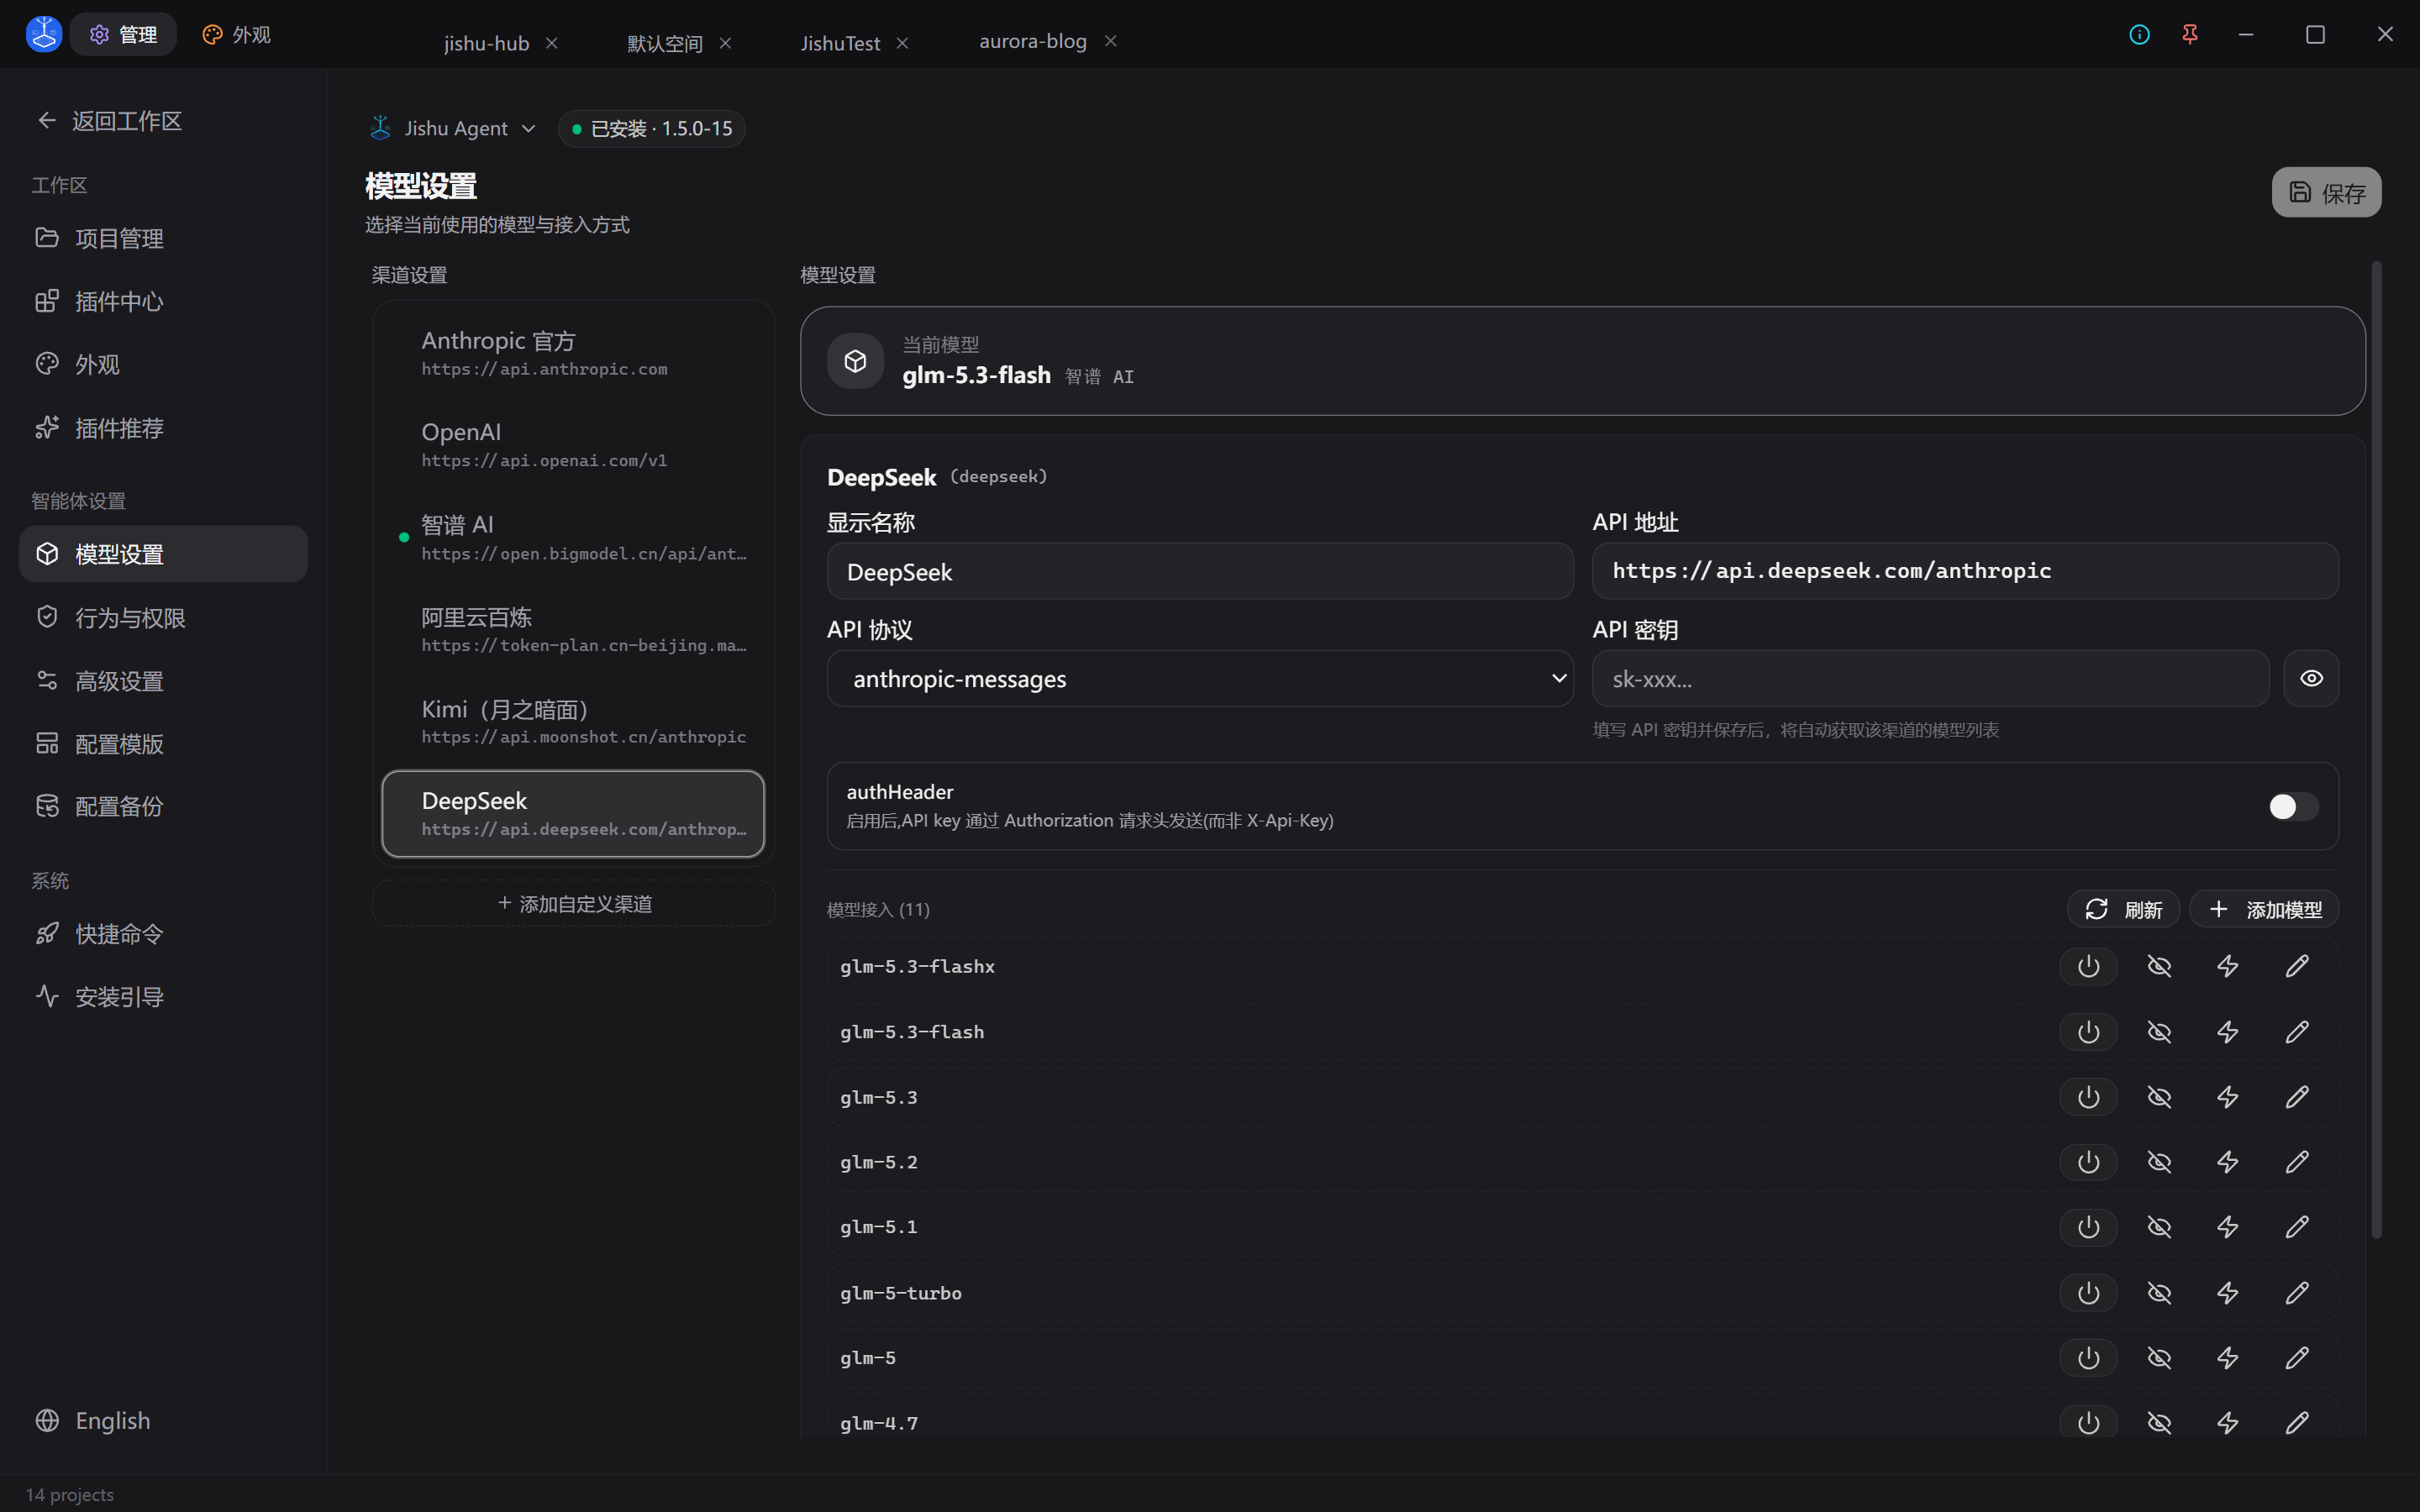 管理
外观
jishu-hub
默认空间
JishuTest
aurora-blog
返回工作区
工作区
项目管理
插件中心
外观
插件推荐
智能体设置
模型设置
行为与权限
高级设置
配置模版
配置备份
系统
快捷命令
安装引导
English
14 projects
Jishu Agent
已安装 · 1.5.0-15
模型设置
选择当前使用的模型与接入方式
保存
渠道设置
Anthropic 官方
https://api.anthropic.com
OpenAI
https://api.openai.com/v1
智谱 AI
https://open.bigmodel.cn/api/ant…
阿里云百炼
https://token-plan.cn-beijing.ma…
Kimi（月之暗面）
https://api.moonshot.cn/anthropic
DeepSeek
https://api.deepseek.com/anthrop…
+ 添加自定义渠道
模型设置
当前模型
glm-5.3-flash 智谱 AI
DeepSeek (deepseek)
显示名称
DeepSeek
API 地址
https://api.deepseek.com/anthropic
API 协议
anthropic-messages
API 密钥
sk-xxx...
填写 API 密钥并保存后，将自动获取该渠道的模型列表
authHeader
启用后,API key 通过 Authorization 请求头发送(而非 X-Api-Key)
模型接入 (11)
刷新
添加模型
glm-5.3-flashx
glm-5.3-flash
glm-5.3
glm-5.2
glm-5.1
glm-5-turbo
glm-5
glm-4.7